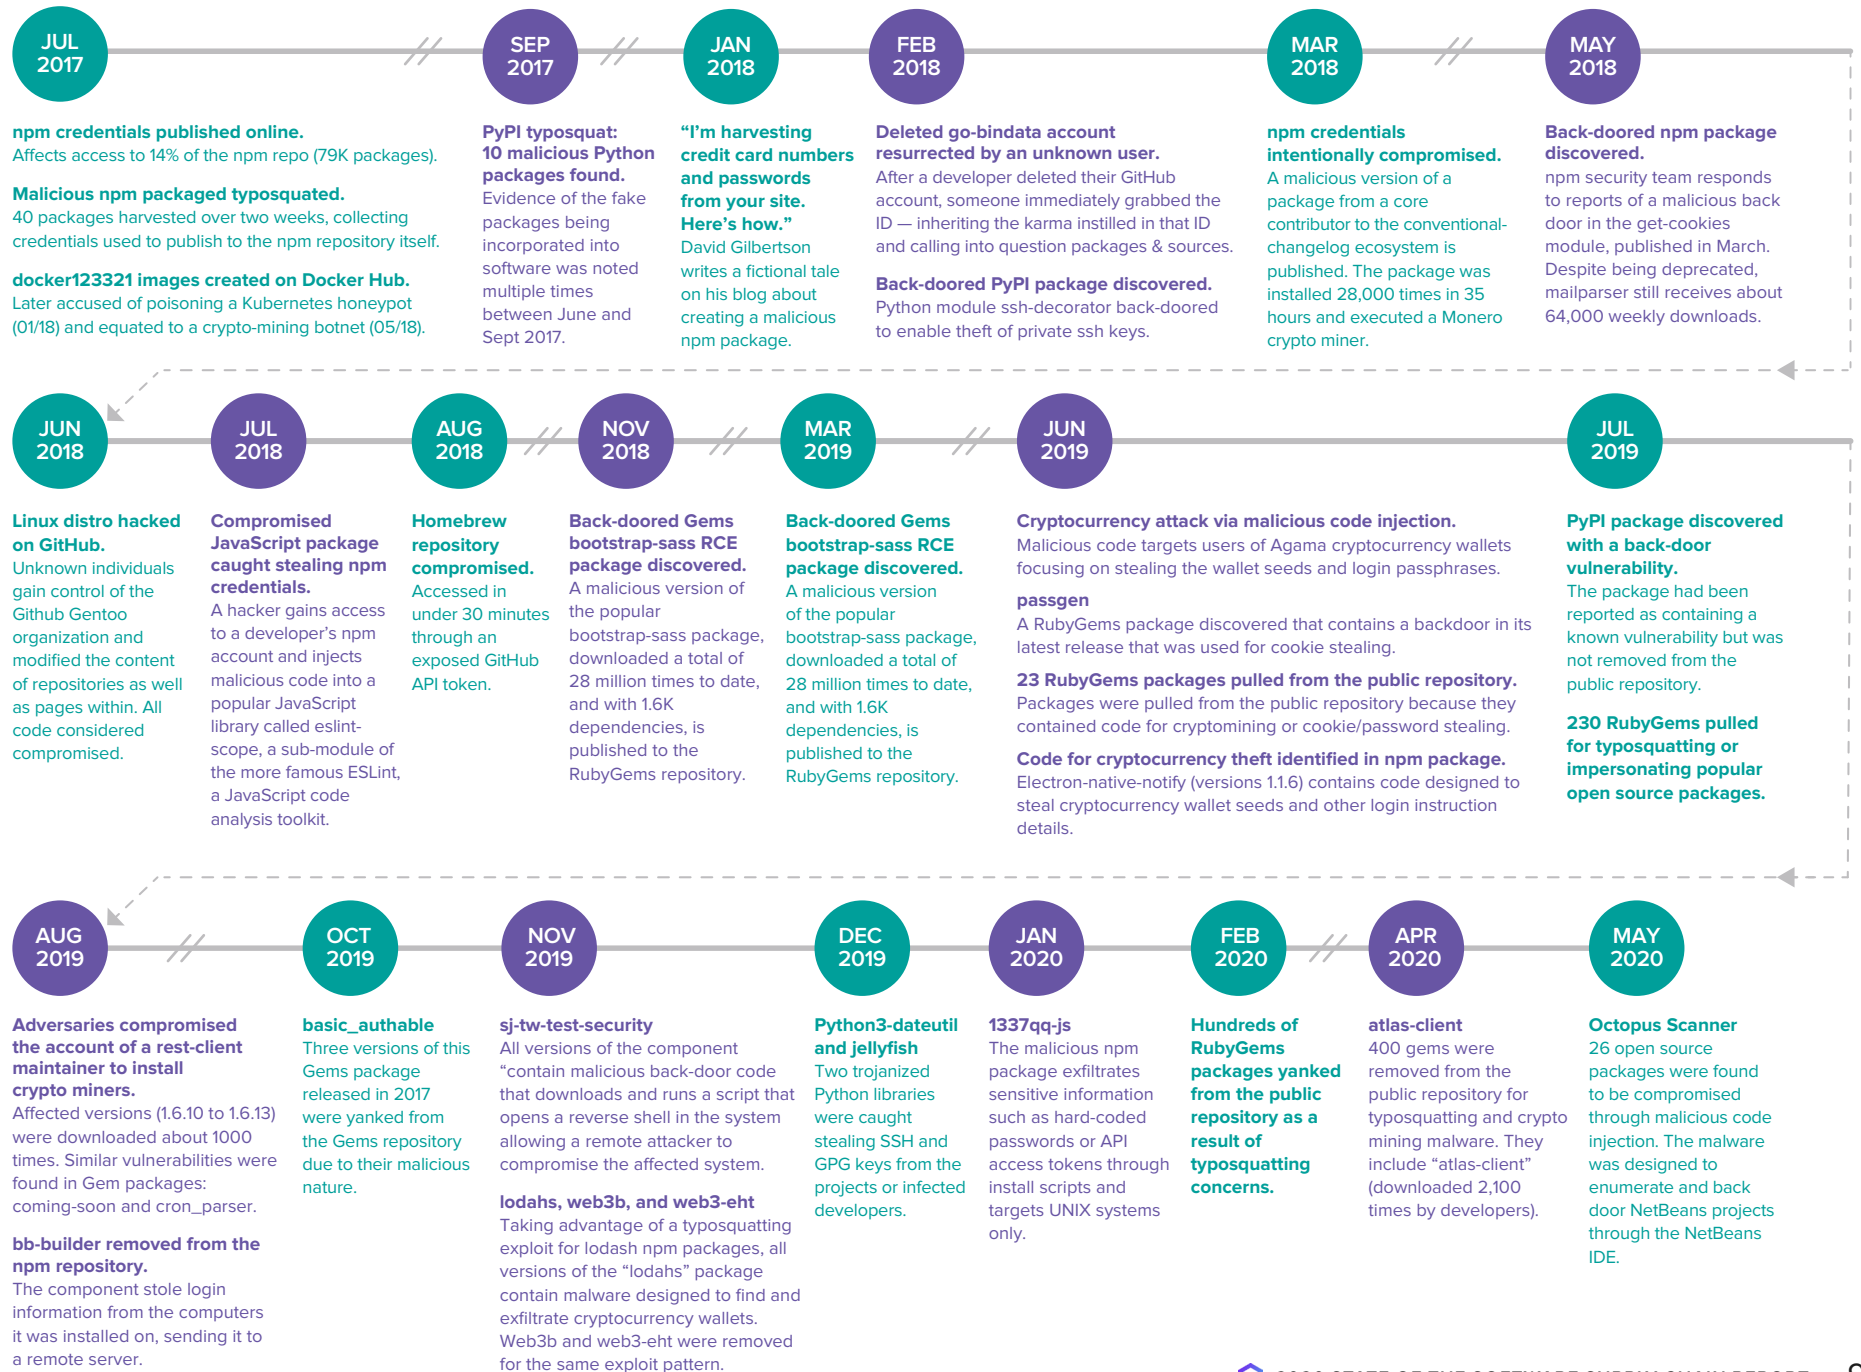 JUL
2017
npm credentials published online.
Affects access to 14% of the npm repo (79K packages).
Malicious npm packaged typosquated.
40 packages harvested over two weeks, collecting
credentials used to publish to the npm repository itself.
docker123321 images created on Docker Hub.
Later accused of poisoning a Kubernetes honeypot
(01/18) and equated to a crypto-mining botnet (05/18).
SEP
2017
PyPI typosquat:
10 malicious Python
packages found.
Evidence of the fake
packages being
incorporated into
software was noted
multiple times
between June and
Sept 2017.
JAN
2018
“I’m harvesting
credit card numbers
and passwords
from your site.
Here’s how.”
David Gilbertson
writes a fictional tale
on his blog about
creating a malicious
npm package.
FEB
2018
Deleted go-bindata account
resurrected by an unknown user.
After a developer deleted their GitHub
account, someone immediately grabbed the
ID — inheriting the karma instilled in that ID
and calling into question packages & sources.
Back-doored PyPI package discovered.
Python module ssh-decorator back-doored
to enable theft of private ssh keys.
MAR
2018
npm credentials
intentionally compromised.
A malicious version of a
package from a core
contributor to the conventional-
changelog ecosystem is
published. The package was
installed 28,000 times in 35
hours and executed a Monero
crypto miner.
MAY
2018
Back-doored npm package
discovered.
npm security team responds
to reports of a malicious back
door in the get-cookies
module, published in March.
Despite being deprecated,
mailparser still receives about
64,000 weekly downloads.
JUN
2018
Linux distro hacked
on GitHub.
Unknown individuals
gain control of the
Github Gentoo
organization and
modified the content
of repositories as well
as pages within. All
code considered
compromised.
JUL
2018
Compromised
JavaScript package
caught stealing npm
credentials.
A hacker gains access
to a developer’s npm
account and injects
malicious code into a
popular JavaScript
library called eslint-
scope, a sub-module of
the more famous ESLint,
a JavaScript code
analysis toolkit.
AUG
2018
Homebrew
repository
compromised.
Accessed in
under 30 minutes
through an
exposed GitHub
API token.
NOV
2018
Back-doored Gems
bootstrap-sass RCE
package discovered.
A malicious version of
the popular
bootstrap-sass package,
downloaded a total of
28 million times to date,
and with 1.6K
dependencies, is
published to the
RubyGems repository.
MAR
2019
Back-doored Gems
bootstrap-sass RCE
package discovered.
A malicious version
of the popular
bootstrap-sass package,
downloaded a total of
28 million times to date,
and with 1.6K
dependencies, is
published to the
RubyGems repository.
JUN
2019
Cryptocurrency attack via malicious code injection.
Malicious code targets users of Agama cryptocurrency wallets
focusing on stealing the wallet seeds and login passphrases.
passgen
A RubyGems package discovered that contains a backdoor in its
latest release that was used for cookie stealing.
23 RubyGems packages pulled from the public repository.
Packages were pulled from the public repository because they
contained code for cryptomining or cookie/password stealing.
Code for cryptocurrency theft identified in npm package.
Electron-native-notify (versions 1.1.6) contains code designed to
steal cryptocurrency wallet seeds and other login instruction
details.
JUL
2019
PyPI package discovered
with a back-door
vulnerability.
The package had been
reported as containing a
known vulnerability but was
not removed from the
public repository.
230 RubyGems pulled
for typosquatting or
impersonating popular
open source packages.
AUG
2019
Adversaries compromised
the account of a rest-client
maintainer to install
crypto miners.
Affected versions (1.6.10 to 1.6.13)
were downloaded about 1000
times. Similar vulnerabilities were
found in Gem packages:
coming-soon and cron_parser.
bb-builder removed from the
npm repository.
The component stole login
information from the computers
it was installed on, sending it to
a remote server.
OCT
2019
basic_authable
Three versions of this
Gems package
released in 2017
were yanked from
the Gems repository
due to their malicious
nature.
NOV
2019
sj-tw-test-security
All versions of the component
“contain malicious back-door code
that downloads and runs a script that
opens a reverse shell in the system
allowing a remote attacker to
compromise the affected system.
lodahs, web3b, and web3-eht
Taking advantage of a typosquatting
exploit for lodash npm packages, all
versions of the “lodahs” package
contain malware designed to find and
exfiltrate cryptocurrency wallets.
Web3b and web3-eht were removed
for the same exploit pattern.
DEC
2019
Python3-dateutil
and jellyfish
Two trojanized
Python libraries
were caught
stealing SSH and
GPG keys from the
projects or infected
developers.
JAN
2020
1337qq-js
The malicious npm
package exfiltrates
sensitive information
such as hard-coded
passwords or API
access tokens through
install scripts and
targets UNIX systems
only.
FEB
2020
Hundreds of
RubyGems
packages yanked
from the public
repository as a
result of
typosquatting
concerns.
APR
2020
atlas-client
400 gems were
removed from the
public repository for
typosquatting and crypto
mining malware. They
include “atlas-client”
(downloaded 2,100
times by developers).
MAY
2020
Octopus Scanner
26 open source
packages were found
to be compromised
through malicious code
injection. The malware
was designed to
enumerate and back
door NetBeans projects
through the NetBeans
IDE.